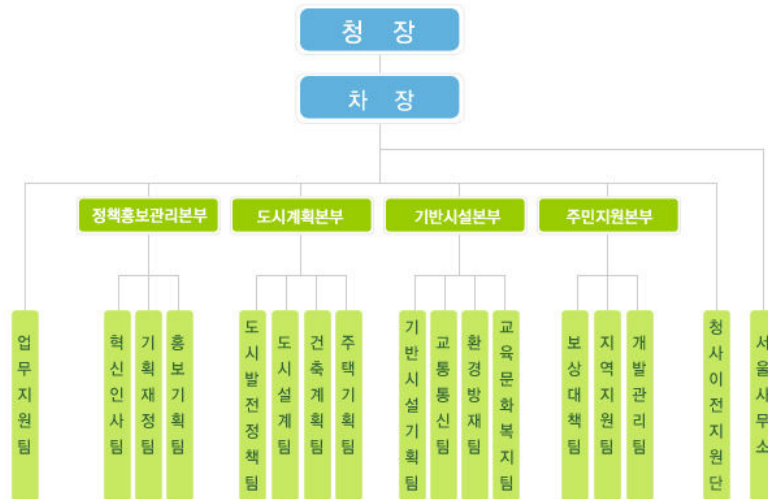 청 장
차 장
정책홍보관리본부
도시계획본부
기반시설본부
주민지원본부
업무지원팀
혁신인사팀
기획재정팀
홍보기획팀
도시발전정책팀
도시설계팀
건축계획팀
주택기획팀
기반시설기획팀
교통통신팀
환경방재팀
교육문화복지팀
보상대책팀
지역지원팀
개발관리팀
청사이전지원단
서울사무소